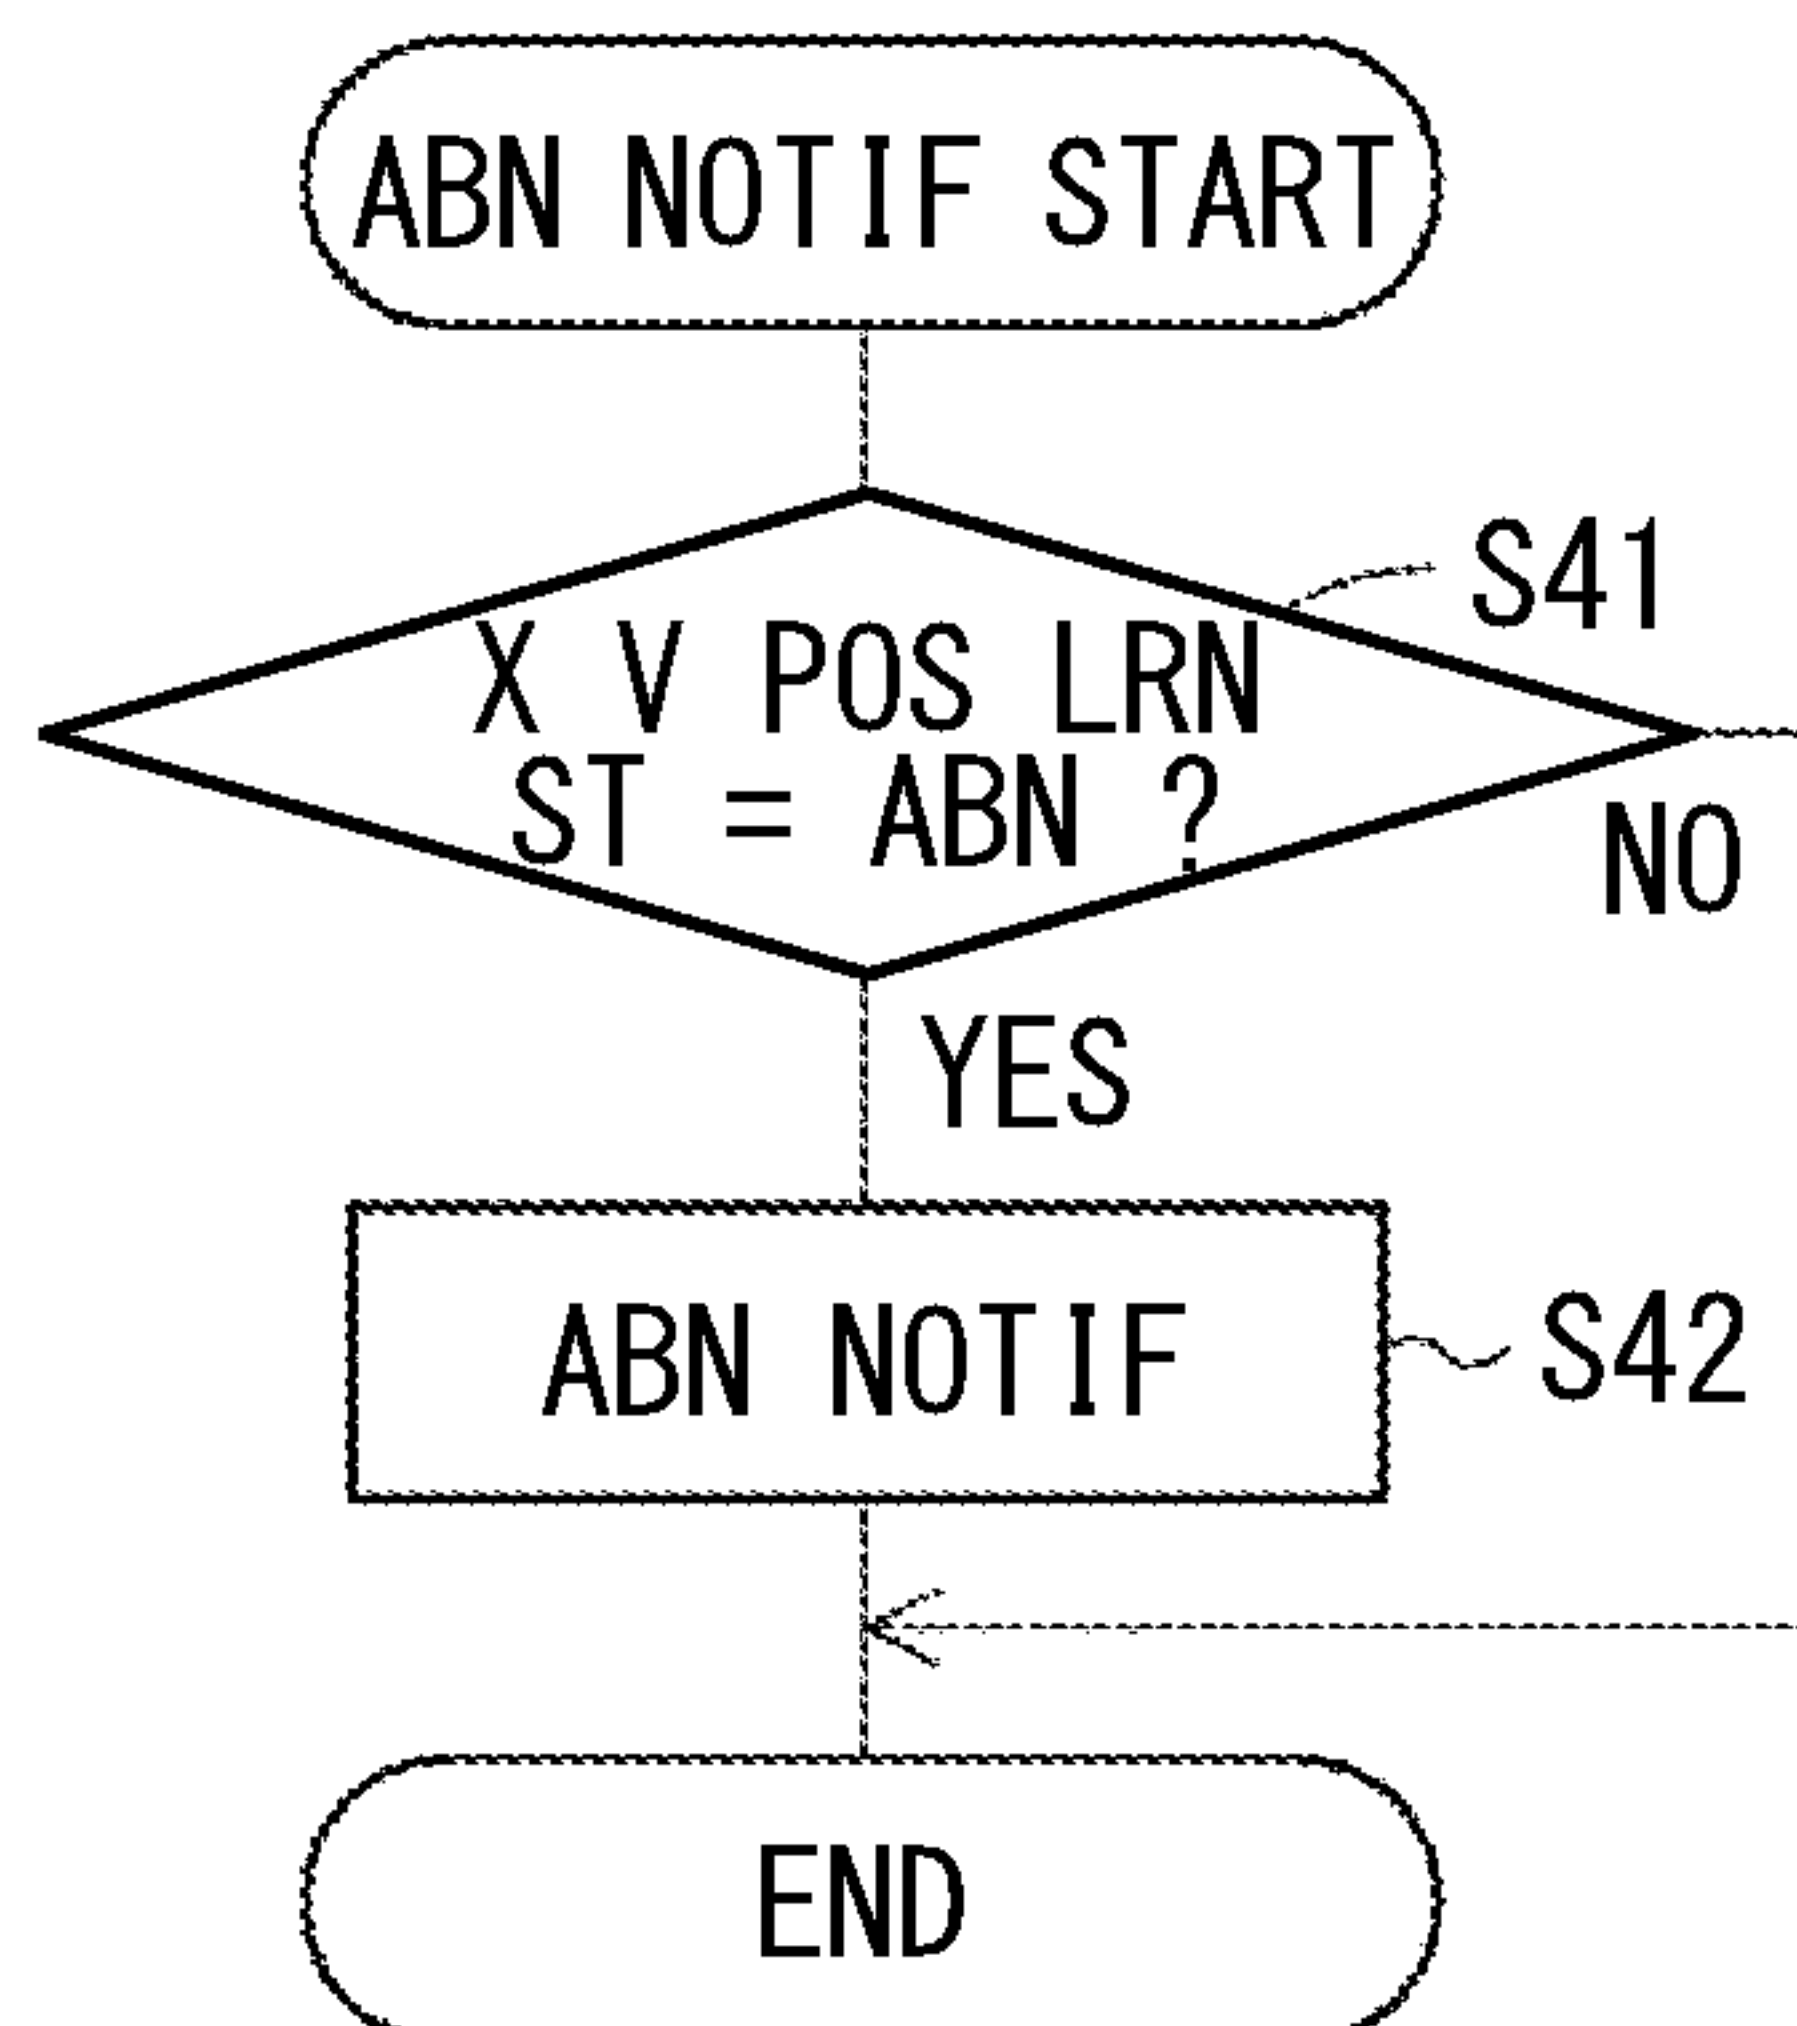 ABN NOTIF START
S41
X V POS LRN
ST = ABN ?
NO
YES
ABN NOTIF
S42
END